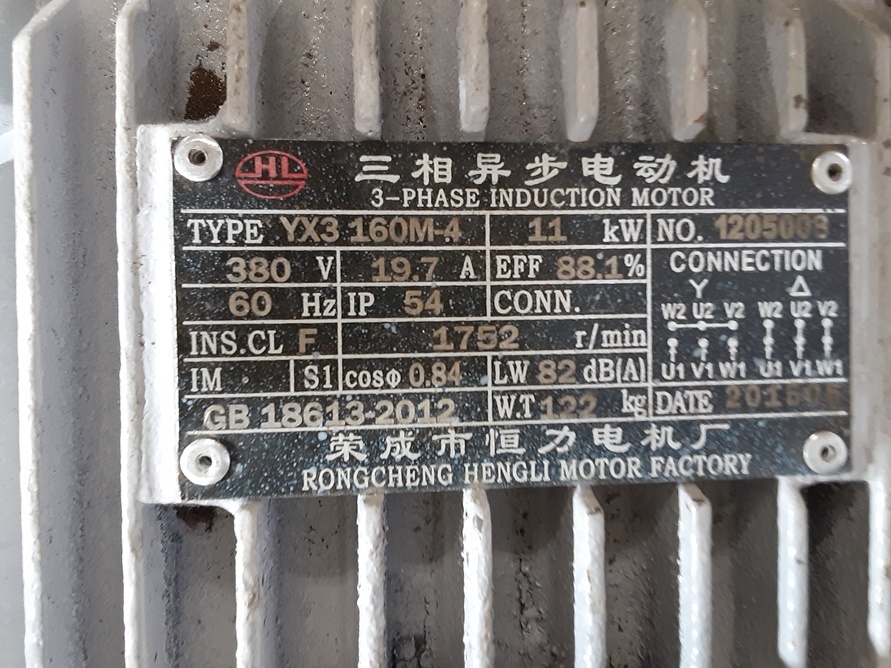 HL
三相异步电动机
3-PHASE INDUCTION MOTOR
TYPE YX3 160M-4 11 kW NO.
380 V 19.7 A EFF 88.1% CONNECTION
60 Hz IP 54 CONN. Y △
W2 U2 V2 W2 U2 V2
INS.CL F 1752 r/min
IM S1 cosΦ 0.84 LW 82 dB(A) U1 V1 W1 U1 V1 W1
GB 18613-2012 W.T 122 kg DATE
荣成市恒力电机厂
RONGCHENG HENGLI MOTOR FACTORY